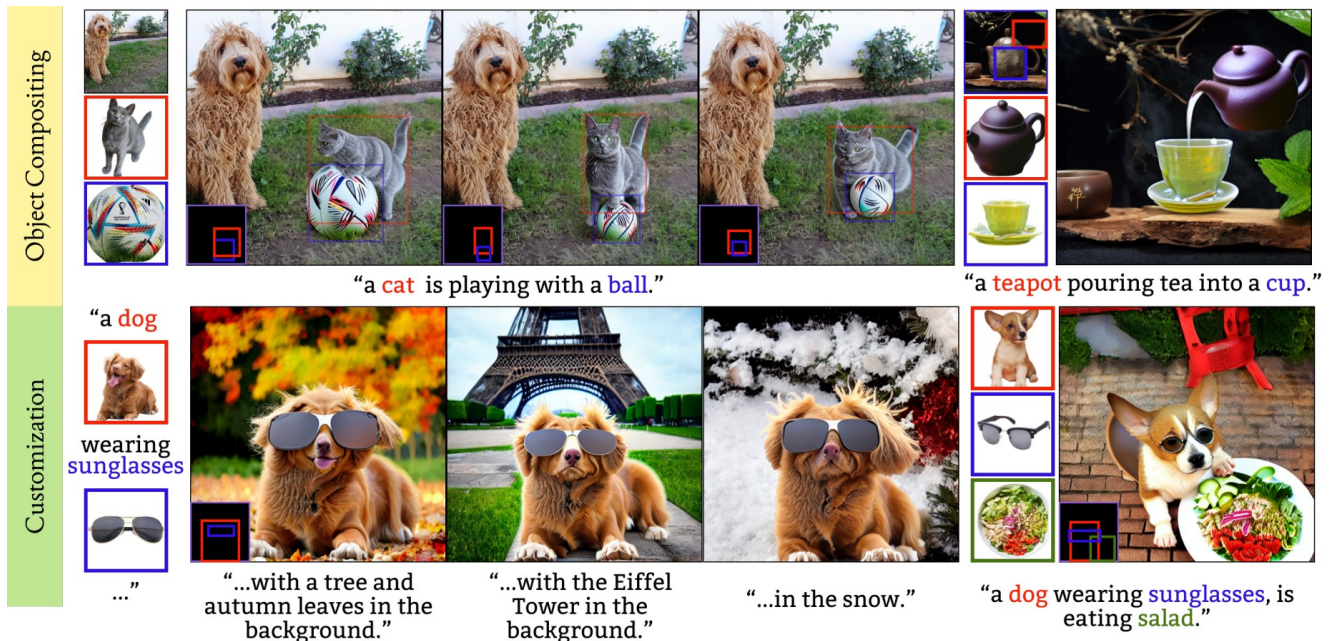 Object Compositing
“a cat is playing with a ball.”
“a teapot pouring tea into a cup.”
Customization
“a dog
wearing
sunglasses
...”
“...with a tree and
autumn leaves in the
background.”
“...with the Eiffel
Tower in the
background.”
“...in the snow.”
“a dog wearing sunglasses, is
eating salad.”